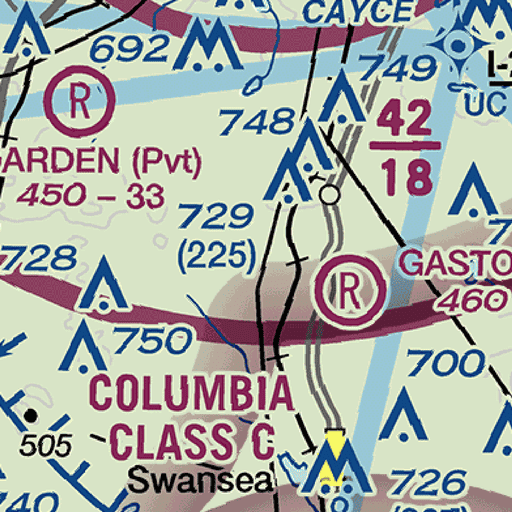 CAYCE
692
749
R
UC
748
42
18
ARDEN (Pvt)
450 – 33
729
(225)
728
GASTO
R
460
750
700
COLUMBIA
CLASS C
505
Swansea
726